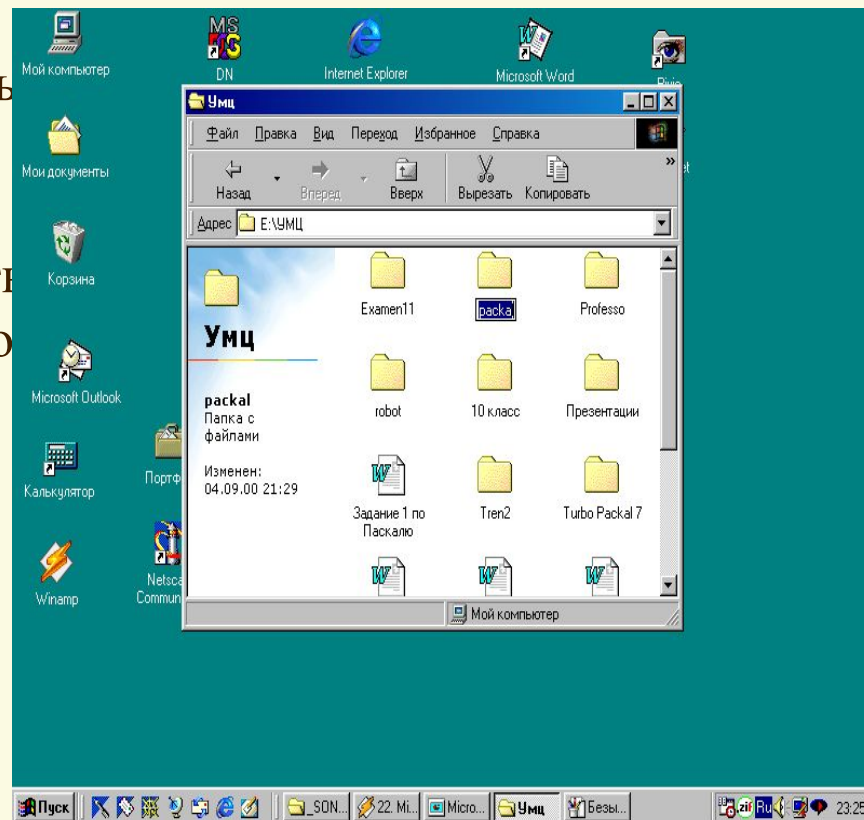 Мой компьютер
DN
Internet Explorer
Microsoft Word
Мои документы
Корзина
Microsoft Outlook
Калькулятор
Winamp
Умц
Файл Правка Вид Переход Избранное Справка
Назад Вперед Вверх Вырезать Копировать »
Адрес E:\УМЦ
Умц
packal
Папка с
файлами
Изменен:
04.09.00 21:29
Examen11
packa
Professo
robot
10 класс
Презентации
Задание 1 по
Паскалю
Tren2
Turbo Packal 7
Мой компьютер
Пуск
_SON...
22. Mi...
Micro...
Умц
Безы...
zif Ru 23:25